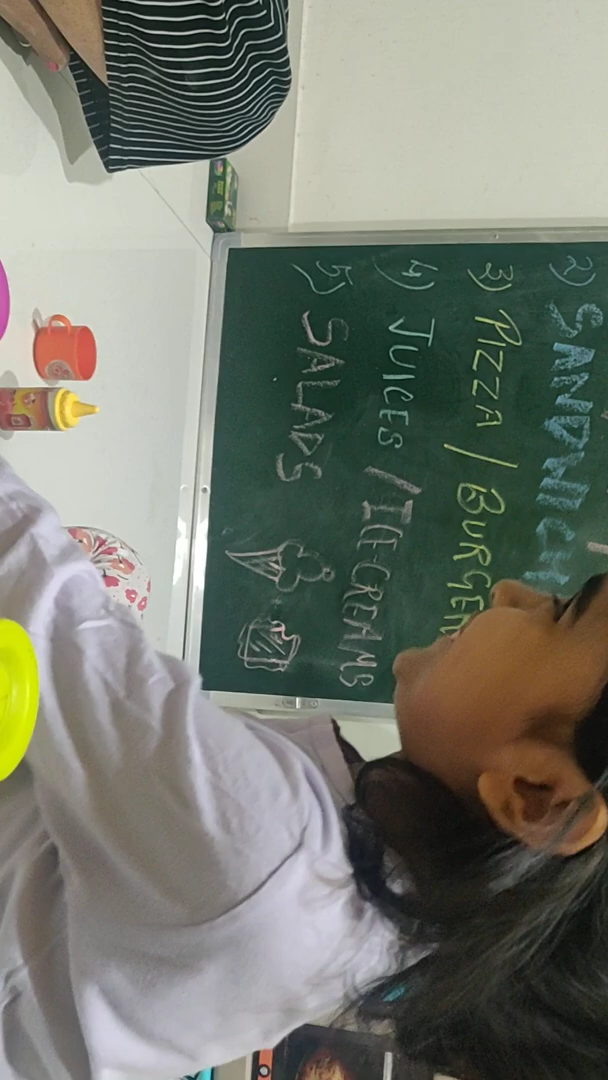 2) SANDWICH
3) PIZZA / BURGER
4) JUICES / ICE-CREAMS
5) SALADS